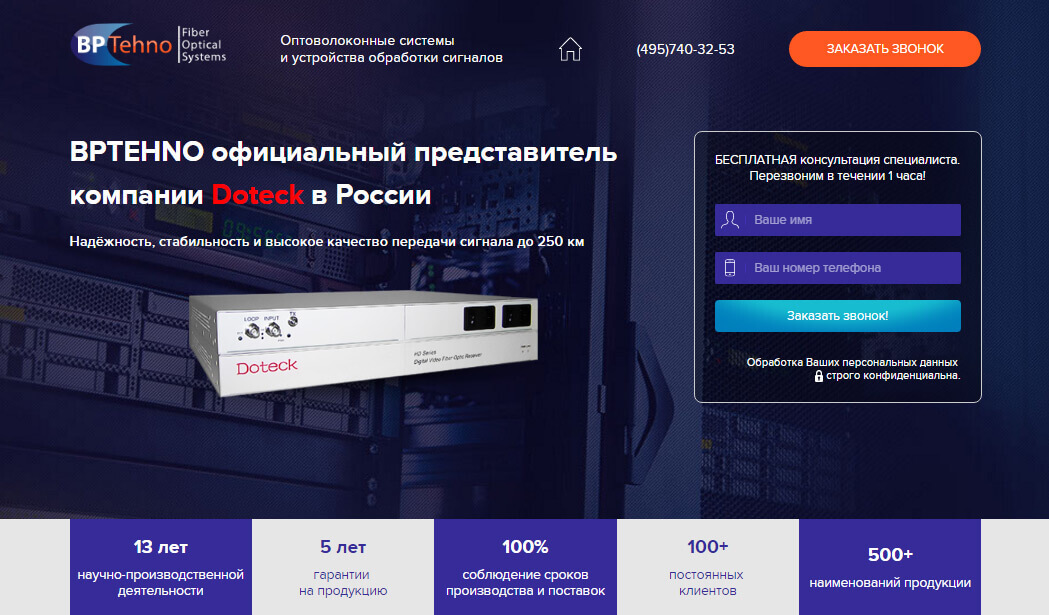 BPTehno
Fiber
Optical
Systems
Оптоволоконные системы
и устройства обработки сигналов
(495)740-32-53
ЗАКАЗАТЬ ЗВОНОК
BPTEHNO официальный представитель
компании Doteck в России
Надёжность, стабильность и высокое качество передачи сигнала до 250 км
LOOP INPUT TX
HD Series
Digital Video Fiber Optic Receiver
Doteck
БЕСПЛАТНАЯ консультация специалиста.
Перезвоним в течении 1 часа!
Ваше имя
Ваш номер телефона
Заказать звонок!
Обработка Ваших персональных данных
строго конфиденциальна.
13 лет
научно-производственной
деятельности
5 лет
гарантии
на продукцию
100%
соблюдение сроков
производства и поставок
100+
постоянных
клиентов
500+
наименований продукции